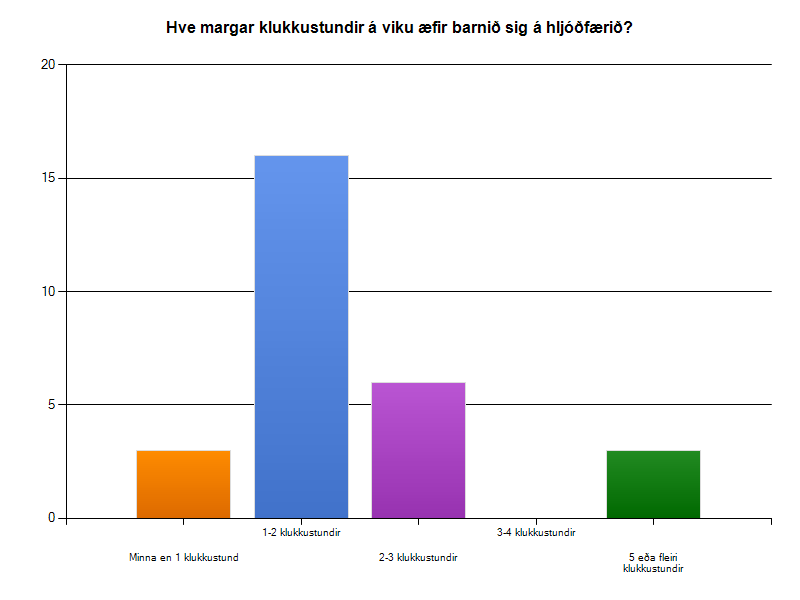 Hve margar klukkustundir á viku æfir barnið sig á hljóðfærið?
20
15
10
5
0
1-2 klukkustundir
3-4 klukkustundir
Minna en 1 klukkustund
2-3 klukkustundir
5 eða fleiri
klukkustundir